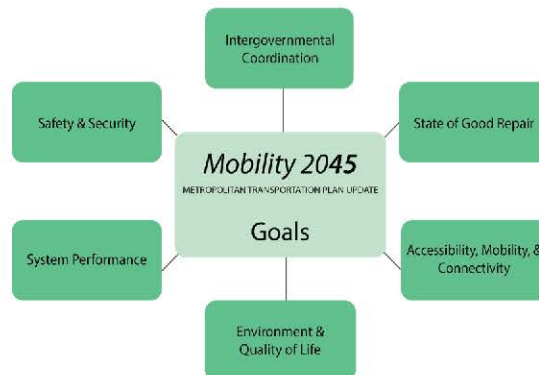 Intergovernmental
Coordination
Safety & Security
State of Good Repair
Mobility 2045
METROPOLITAN TRANSPORTATION PLAN UPDATE
Goals
System Performance
Accessibility, Mobility, &
Connectivity
Environment &
Quality of Life